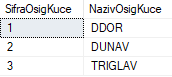 SifraOsigKuce NazivOsigKuce
1 DDOR
2 DUNAV
3 TRIGLAV